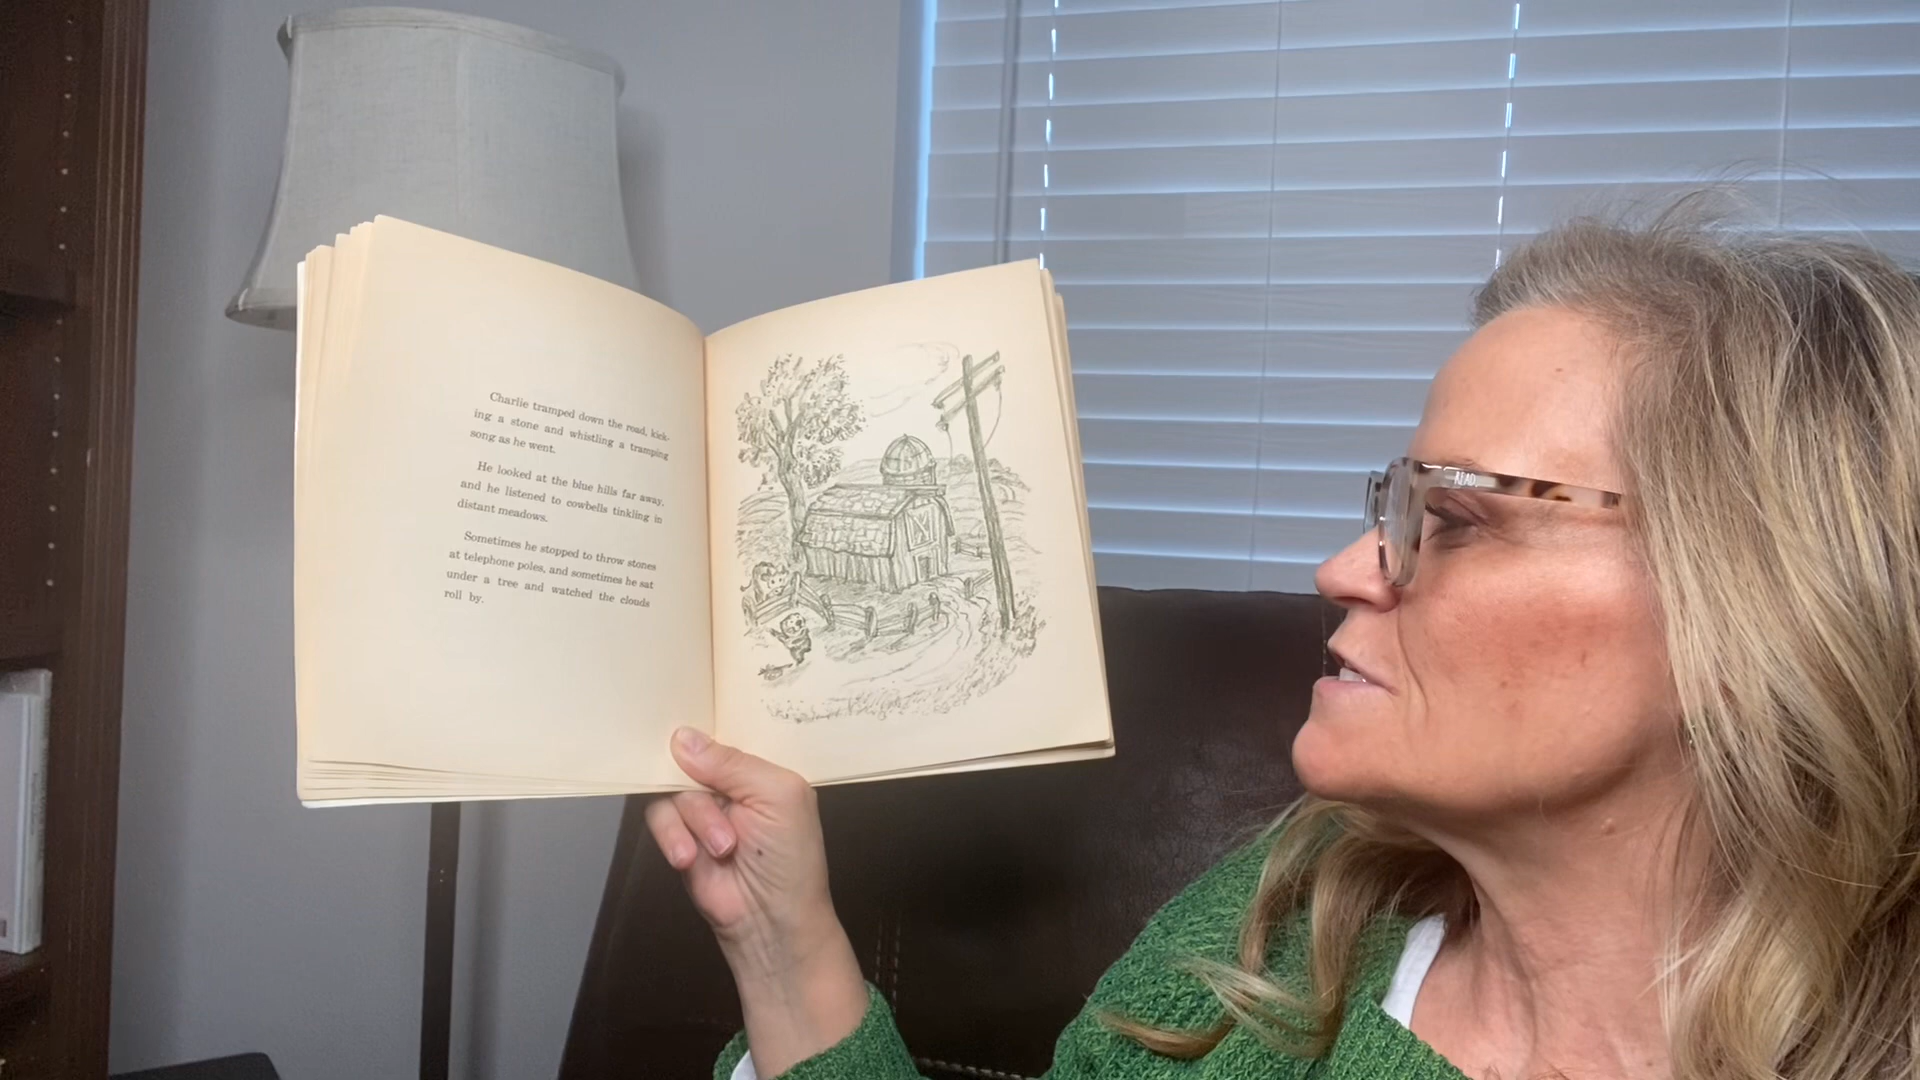 Charlie tramped down the road, kick-
ing a stone and whistling a tramping
song as he went.
He looked at the blue hills far away,
and he listened to cowbells tinkling in
distant meadows.
Sometimes he stopped to throw stones
at telephone poles, and sometimes he sat
under a tree and watched the clouds
roll by.
READ.